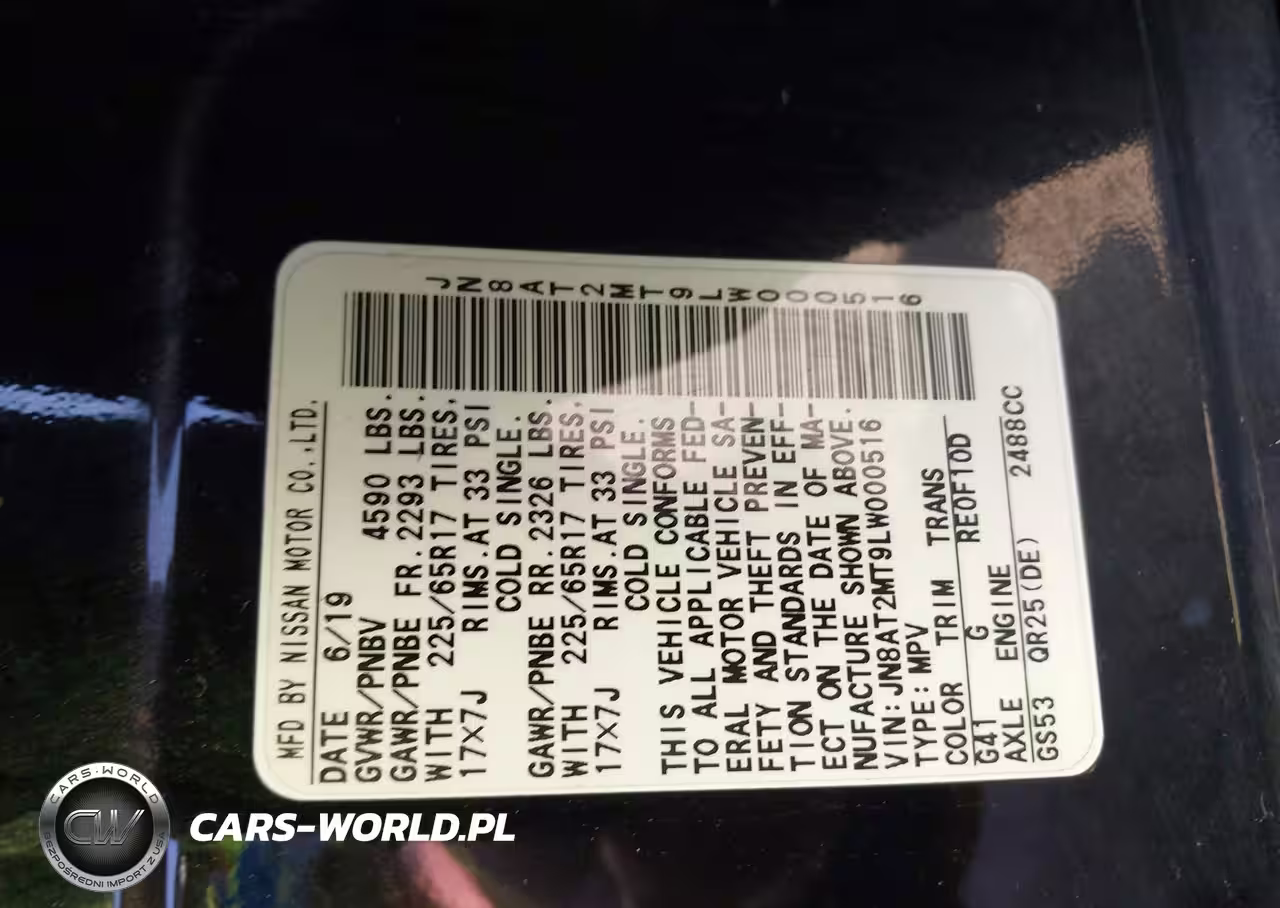 MFD BY NISSAN MOTOR CO.,LTD.
DATE 6/19
GVWR/PNBV 4590 LBS.
GAWR/PNBE FR.2293 LBS.
WITH 225/65R17 TIRES,
17X7J RIMS.AT 33 PSI
COLD SINGLE.
GAWR/PNBE RR.2326 LBS.
WITH 225/65R17 TIRES,
17X7J RIMS.AT 33 PSI
COLD SINGLE.
THIS VEHICLE CONFORMS
TO ALL APPLICABLE FED-
ERAL MOTOR VEHICLE SA-
FETY AND THEFT PREVEN-
TION STANDARDS IN EFF-
ECT ON THE DATE OF MA-
NUFACTURE SHOWN ABOVE.
VIN:JN8AT2MT9LW000516
TYPE:MPV
COLOR TRIM TRANS
G41 G RE0F10D
AXLE ENGINE
GS53 QR25(DE) 2488CC
JN8AT2MT9LW000516
CARS-WORLD
CW
BEZPOŚREDNI IMPORT Z USA
CARS-WORLD.PL